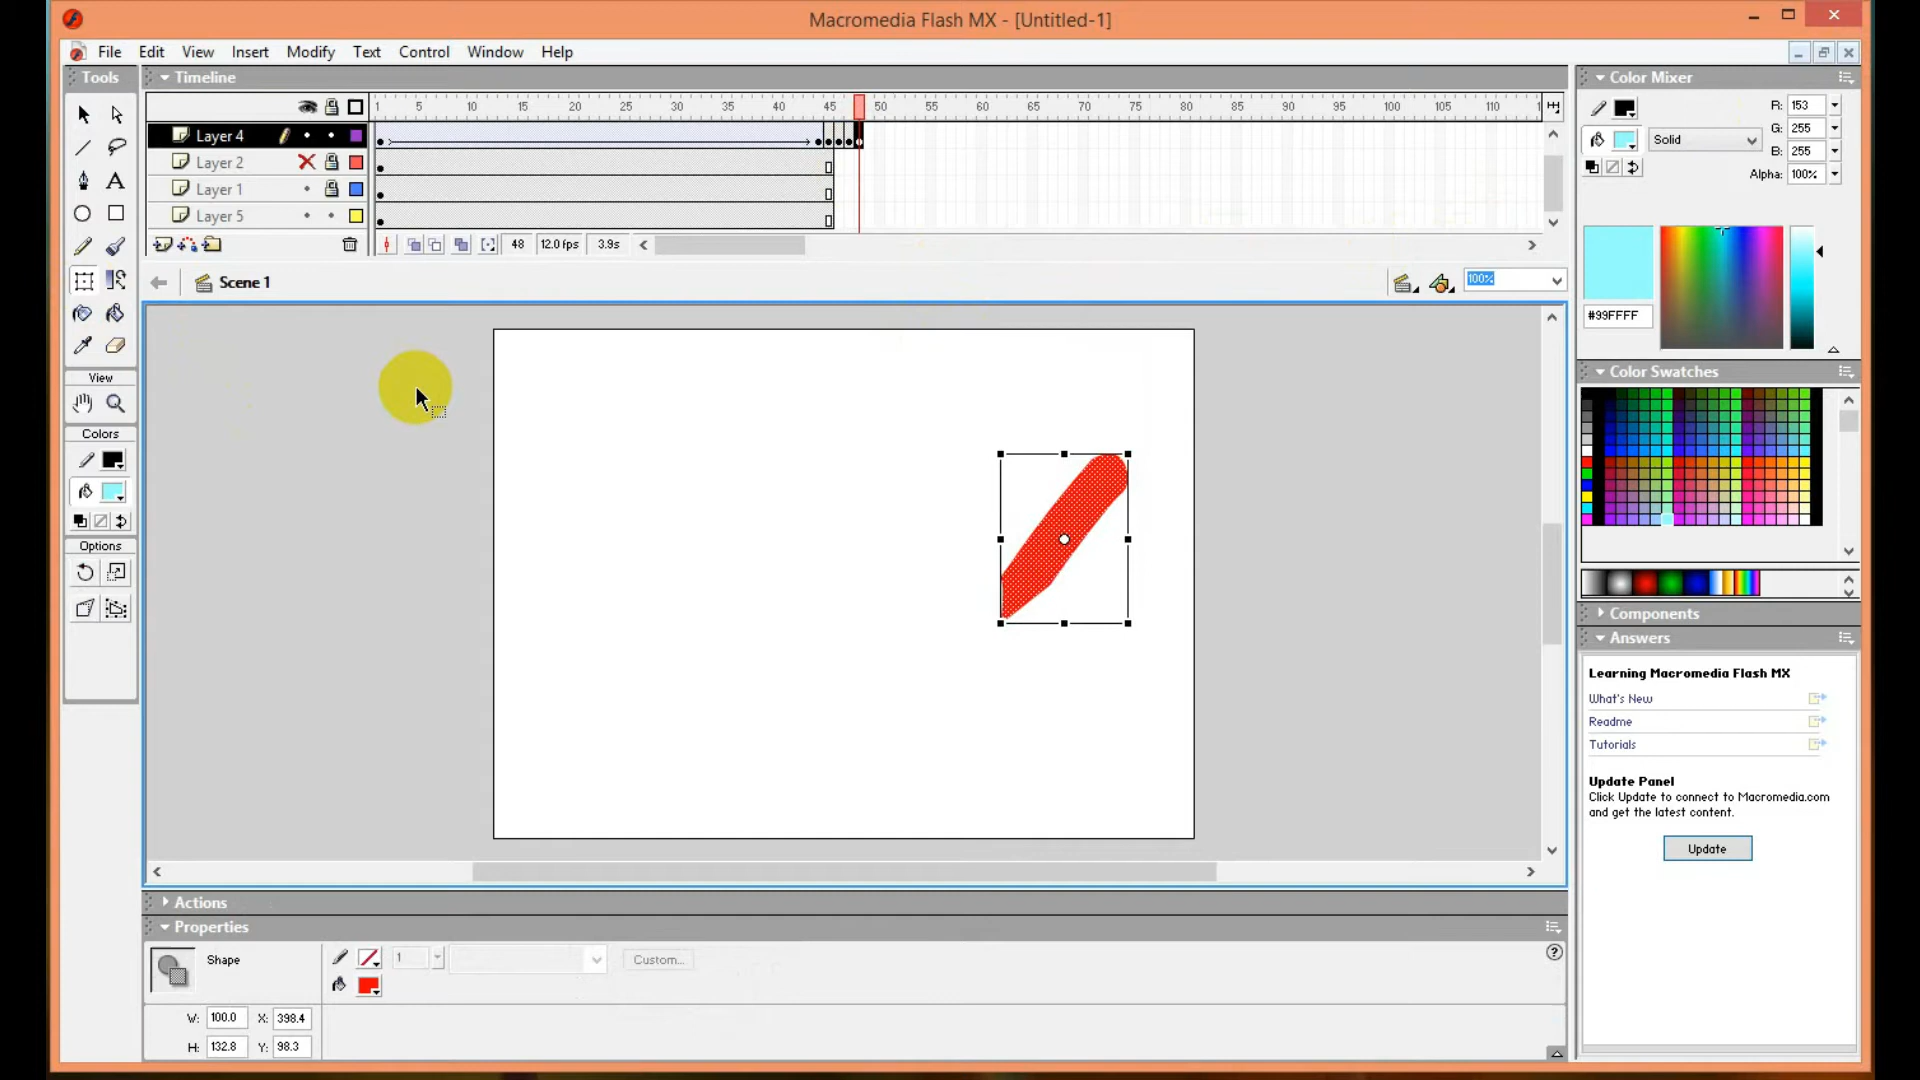 Macromedia Flash MX - [Untitled-1]
File Edit View Insert Modify Text Control Window Help
Tools
Timeline
Color Mixer
1 5 10 15 20 25 30 35 40 45 50 55 60 65 70 75 80 85 90 95 100 105 110
R: 153
G: 255
B: 255
Solid
Alpha: 100%
#99FFFF
Layer 4
Layer 2
Layer 1
Layer 5
48 12.0 fps 3.9s
Scene 1
100%
View
Colors
Options
Color Swatches
Components
Answers
Learning Macromedia Flash MX
What's New
Readme
Tutorials
Update Panel
Click Update to connect to Macromedia.com
and get the latest content.
Update
Actions
Properties
Shape
1
Custom...
W: 100.0 X: 398.4
H: 132.8 Y: 98.3